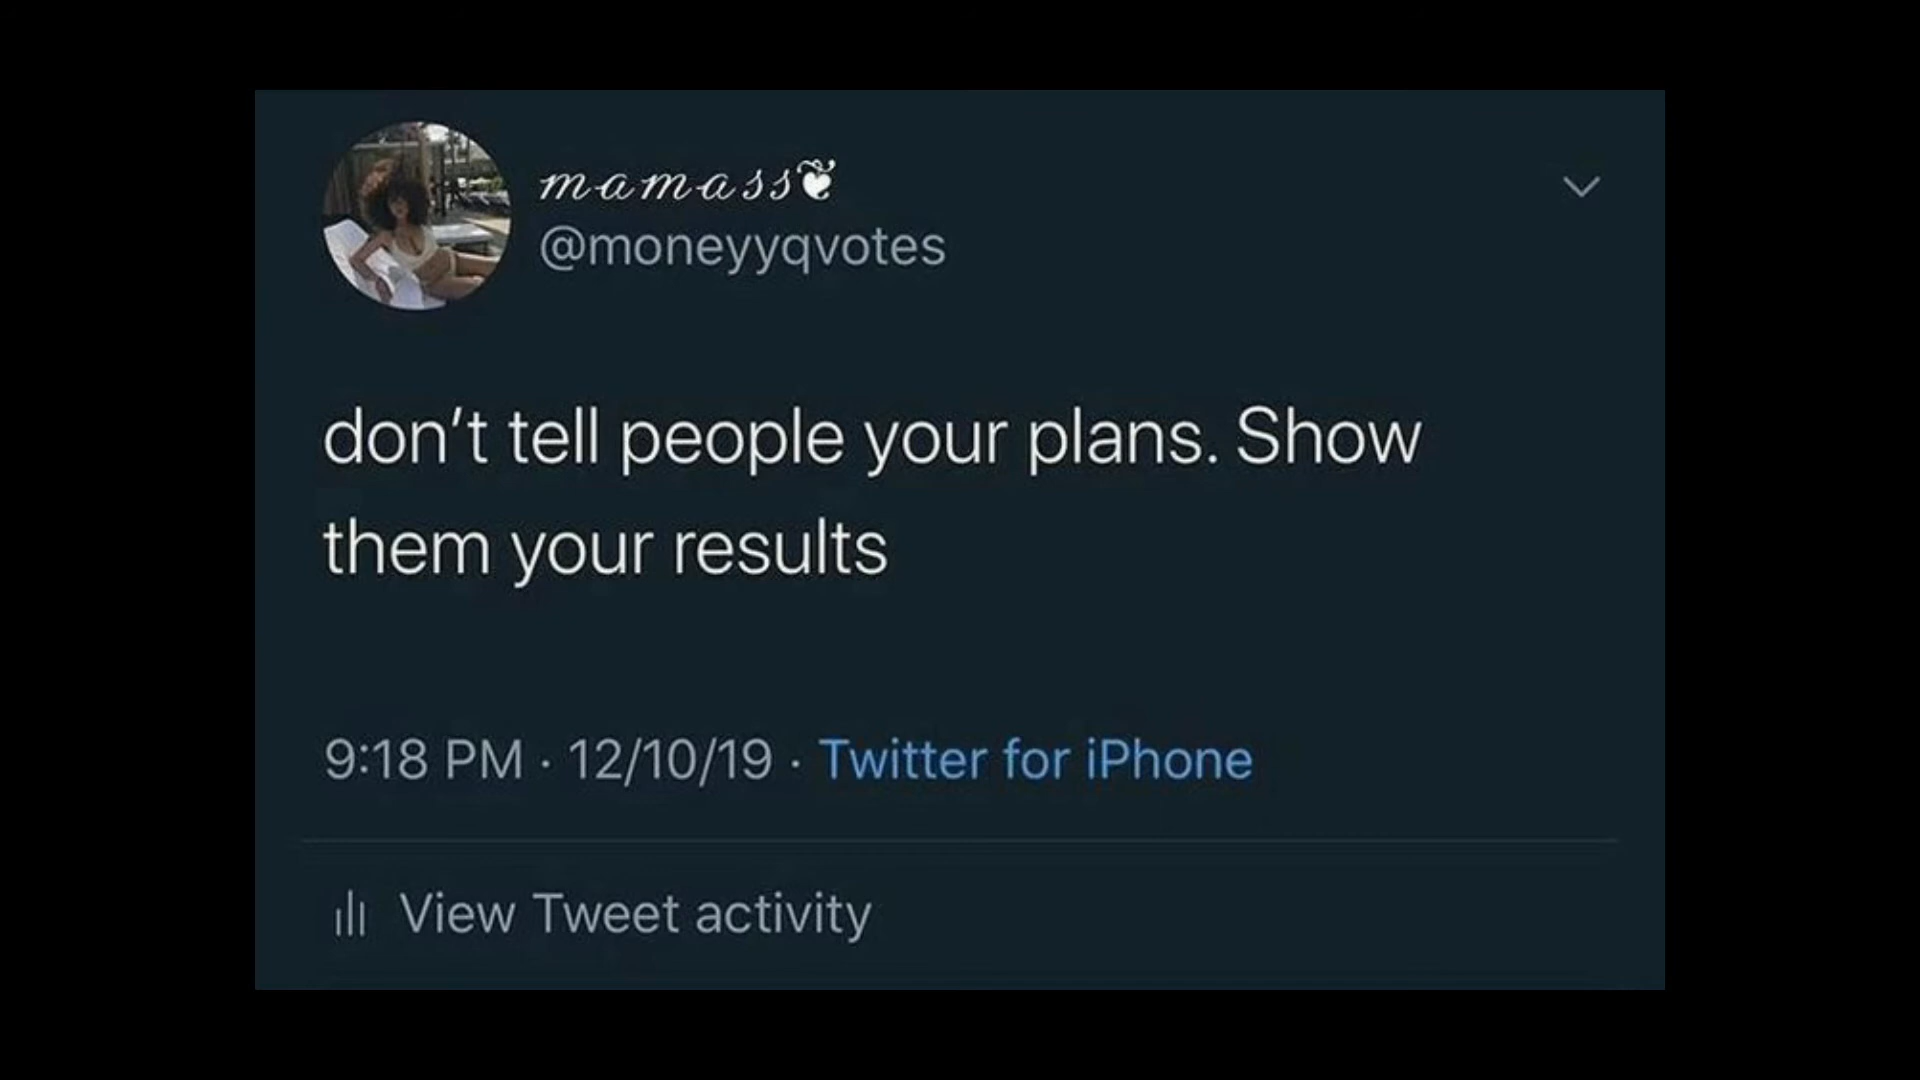 mamass❦
@moneyyqvotes
don’t tell people your plans. Show
them your results
9:18 PM · 12/10/19 · Twitter for iPhone
View Tweet activity